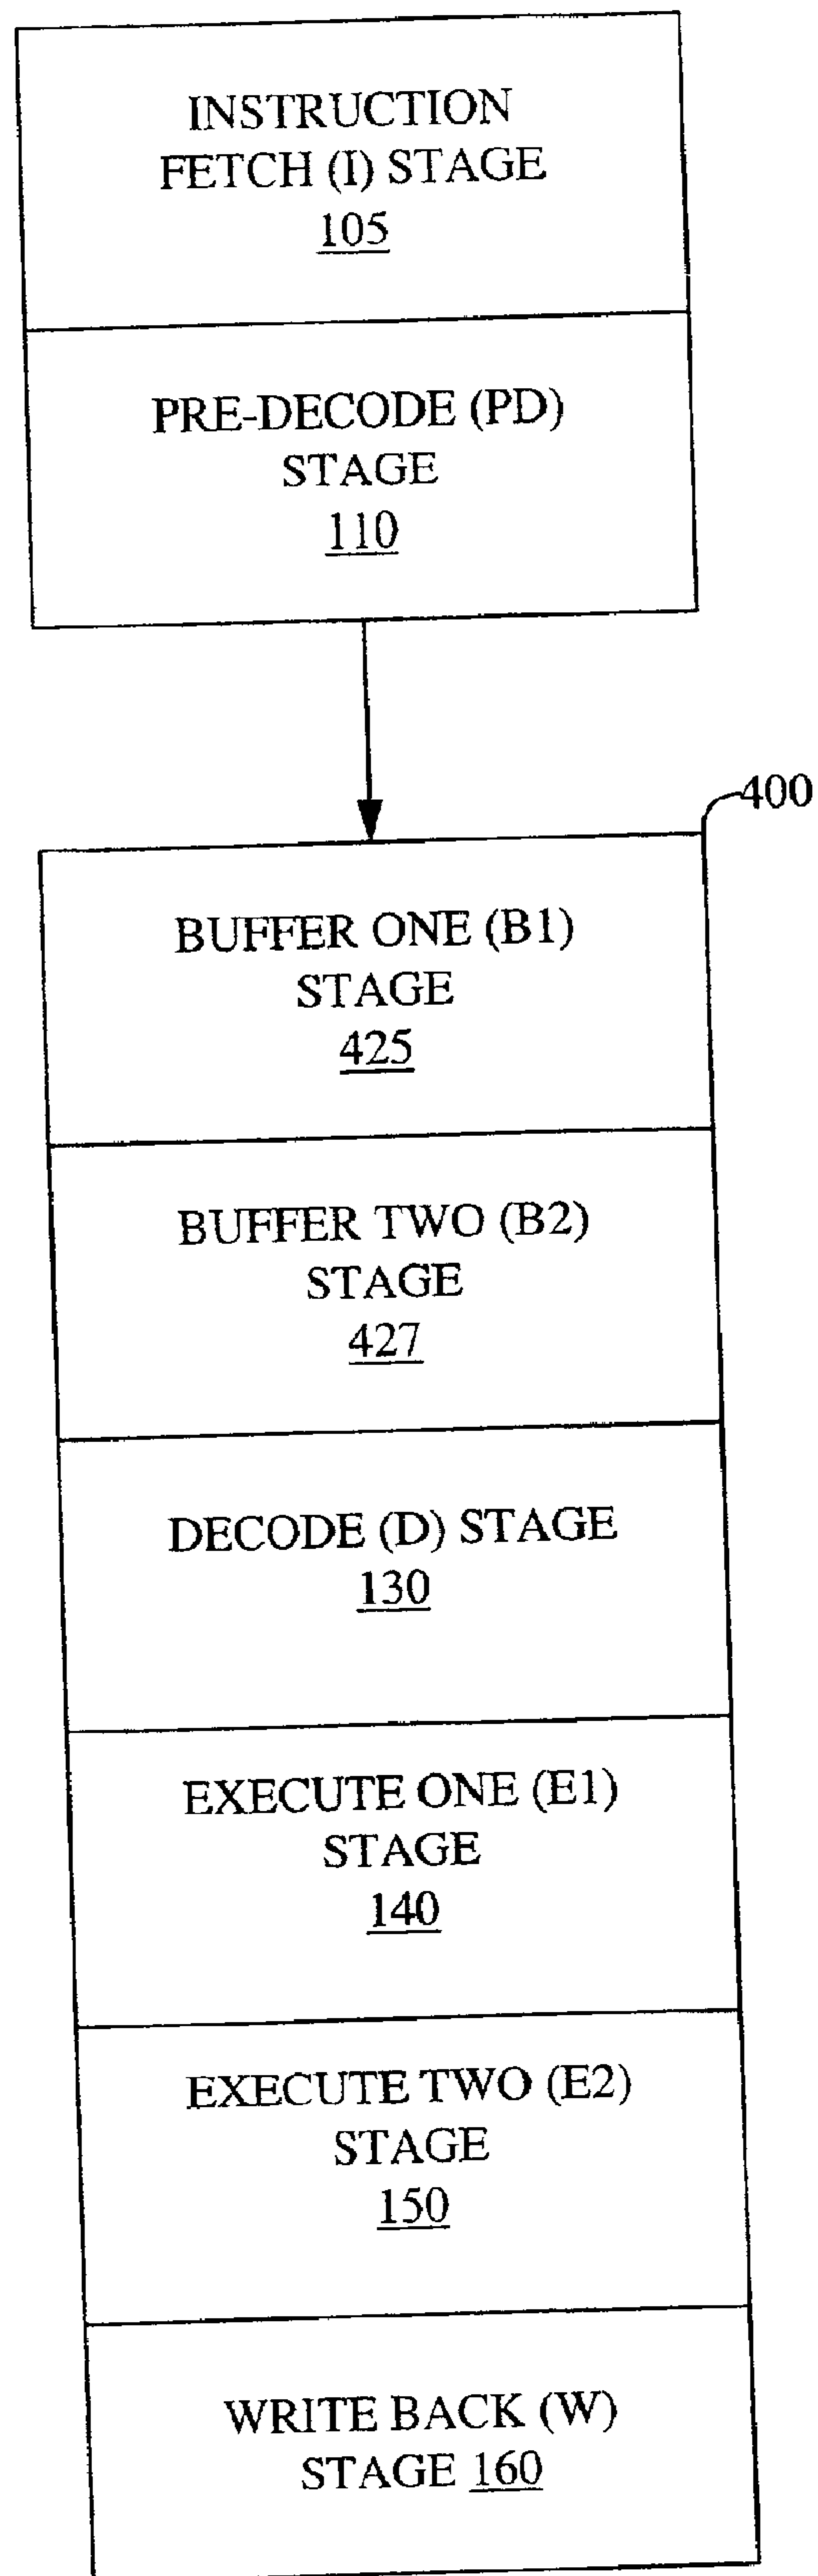 INSTRUCTION
FETCH (I) STAGE
105
PRE-DECODE (PD)
STAGE
110
400
BUFFER ONE (B1)
STAGE
425
BUFFER TWO (B2)
STAGE
427
DECODE (D) STAGE
130
EXECUTE ONE (E1)
STAGE
140
EXECUTE TWO (E2)
STAGE
150
WRITE BACK (W)
STAGE 160